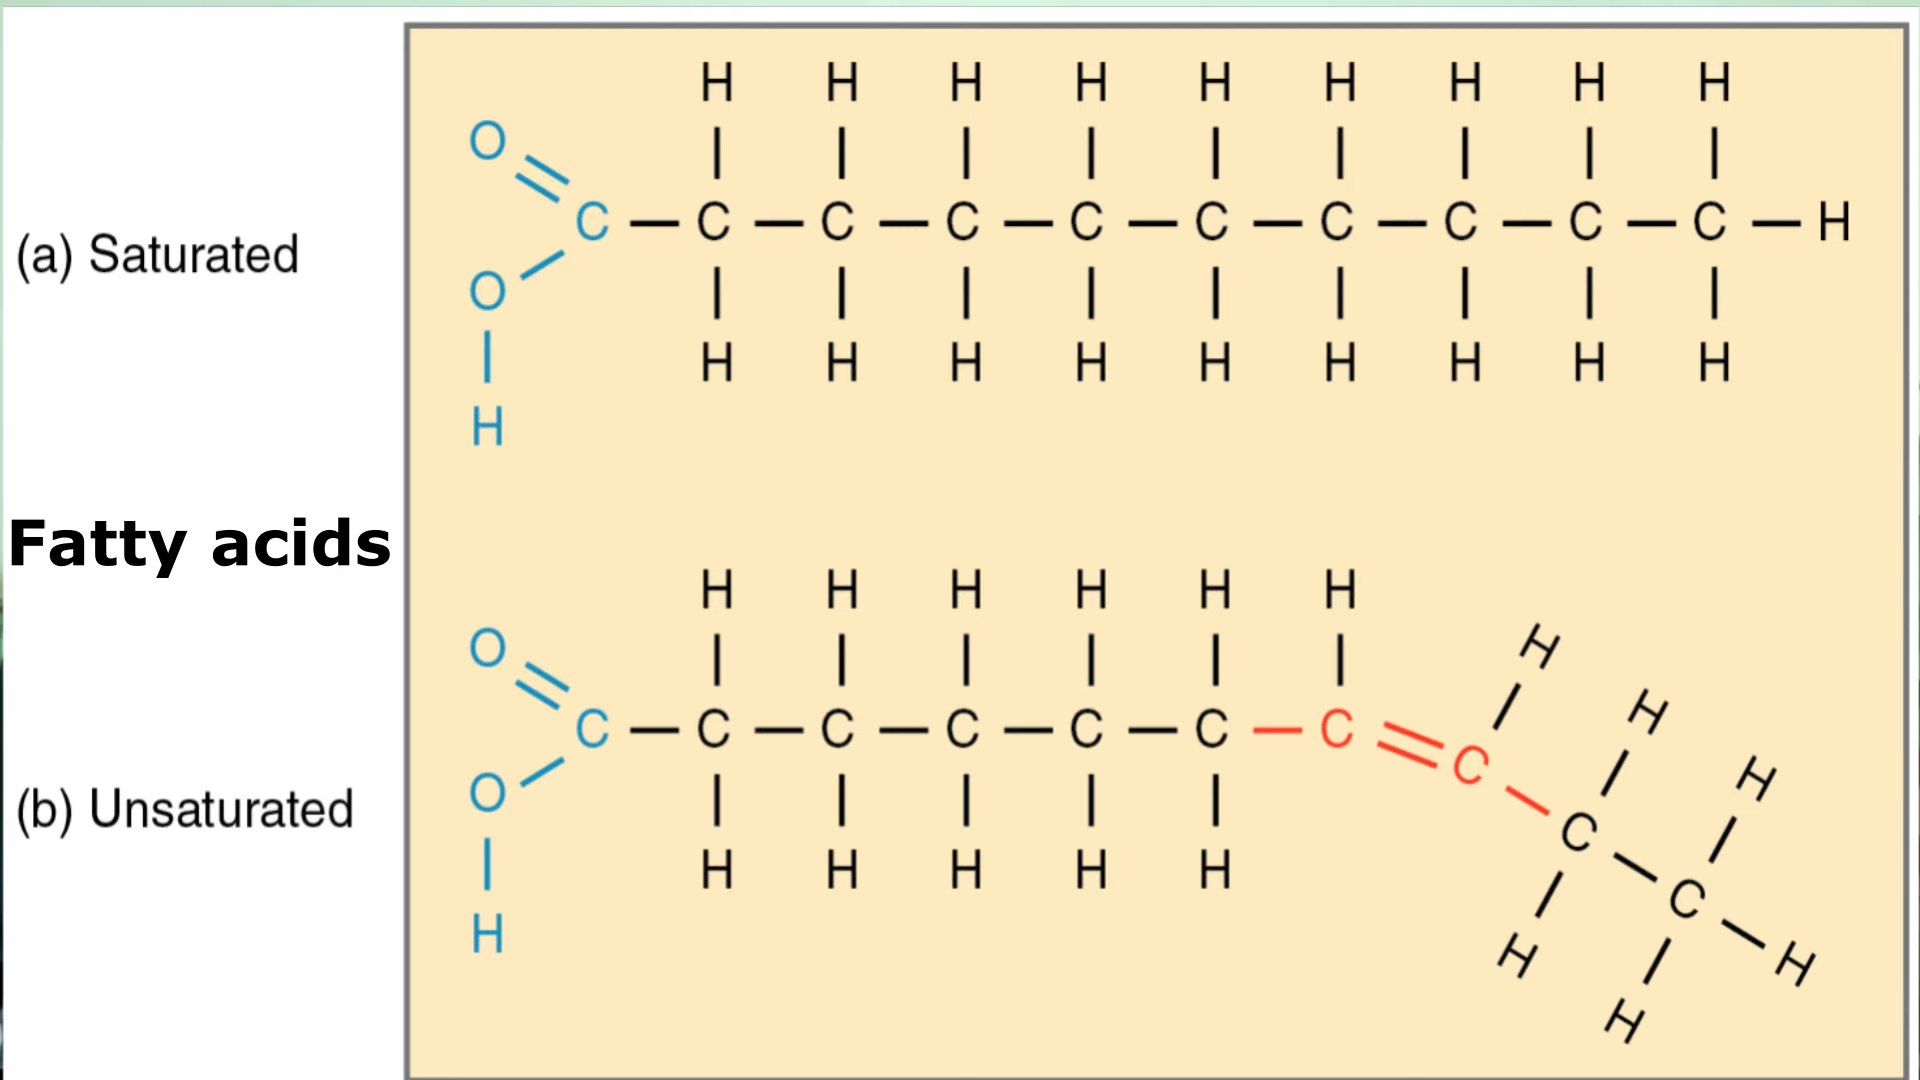 H H H H H H H H H
O
C — C — C — C — C — C — C — C — C — C — H
(a) Saturated
O
H H H H H H H H H
H
Fatty acids
H H H H H H
H
O
H
C — C — C — C — C — C — C = C
H
O
(b) Unsaturated
C
H H H H H
C
H
H
H
H